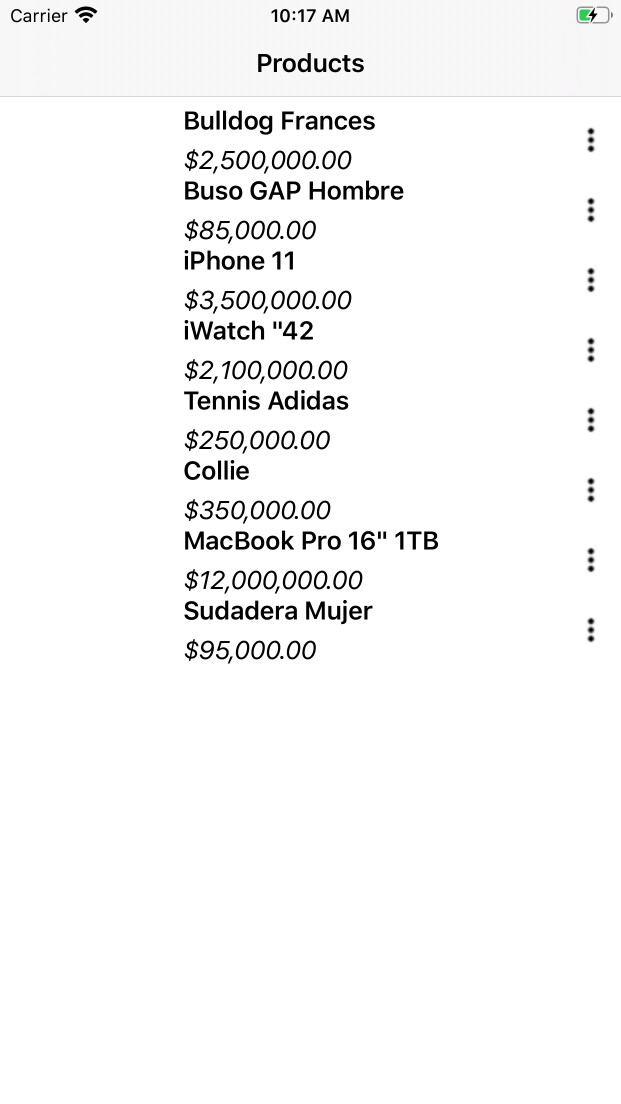 Carrier
10:17 AM
Products
Bulldog Frances
$2,500,000.00
Buso GAP Hombre
$85,000.00
iPhone 11
$3,500,000.00
iWatch "42
$2,100,000.00
Tennis Adidas
$250,000.00
Collie
$350,000.00
MacBook Pro 16" 1TB
$12,000,000.00
Sudadera Mujer
$95,000.00